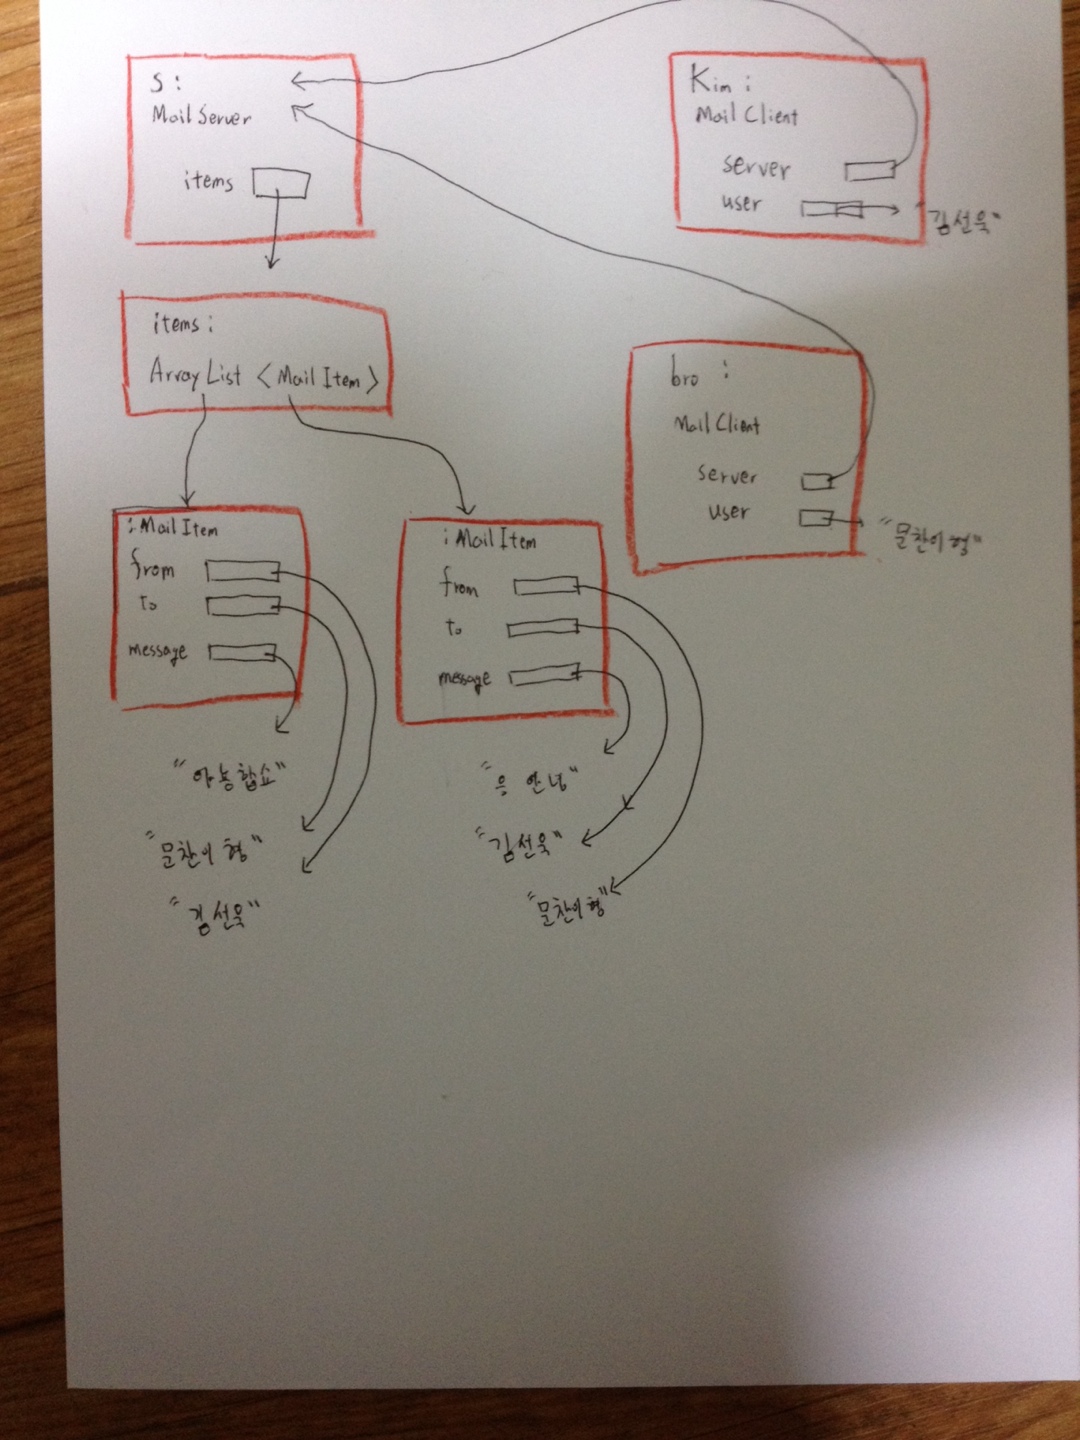 S :
Mail Server
items
Kim :
Mail Client
server
user
"김선욱"
items :
Array List <Mail Item>
bro :
Mail Client
server
user
"문찬이형"
: Mail Item
from
to
message
: Mail Item
from
to
message
"아농합쇼"
"문찬이 형"
"김선욱"
"응 안녕"
"김선욱"
"문찬이형"